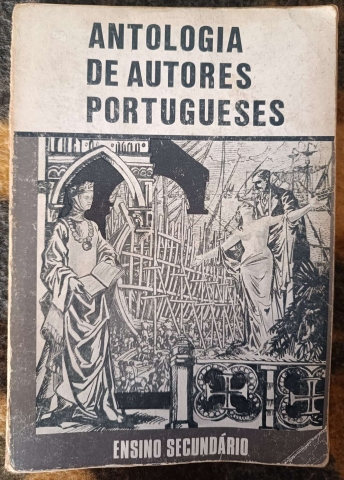 ANTOLOGIA
DE AUTORES
PORTUGUESES
ENSINO SECUNDÁRIO